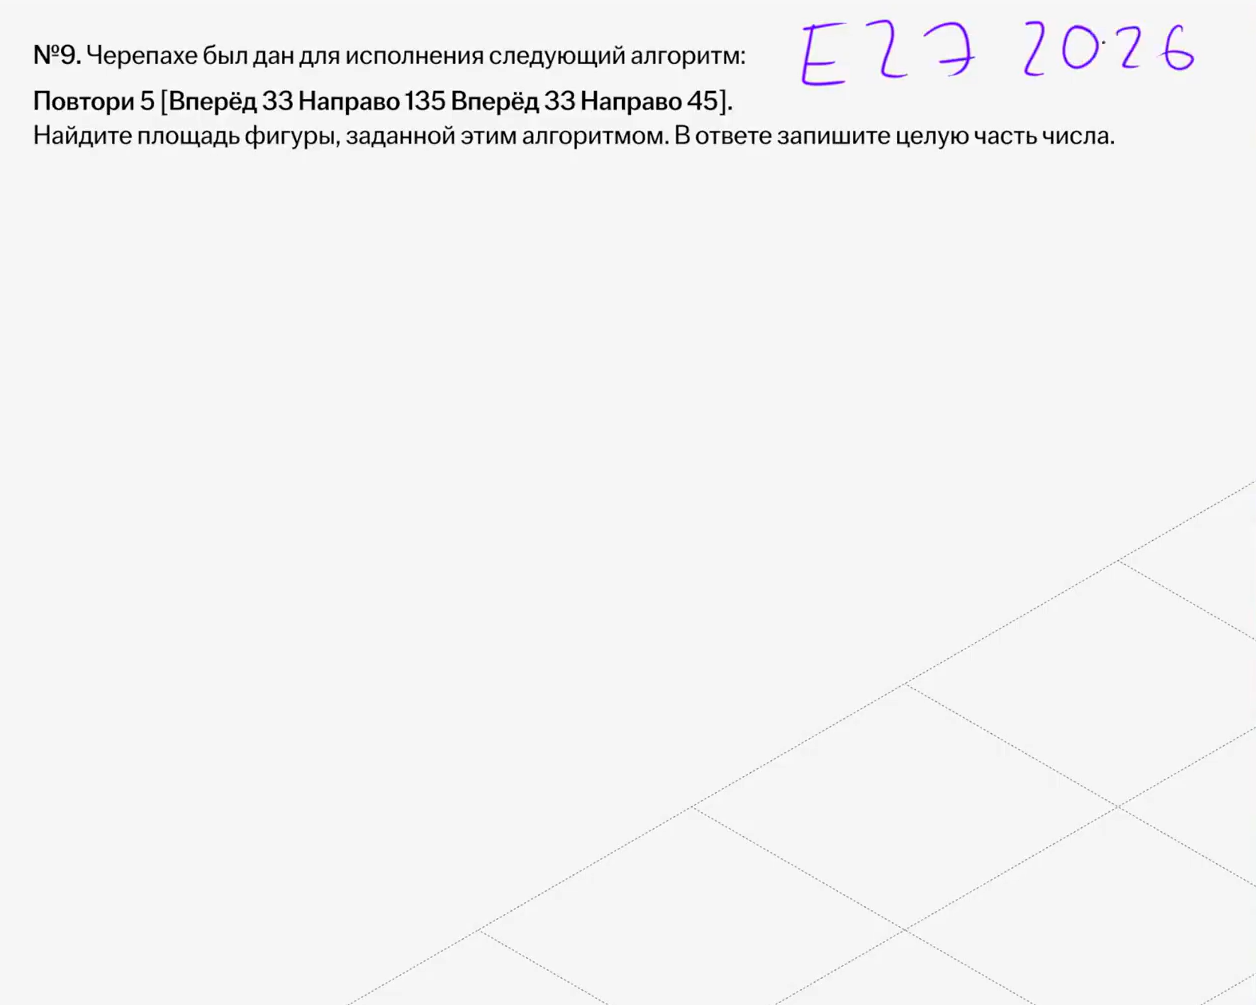 №9. Черепахе был дан для исполнения следующий алгоритм: Е27 2026
Повтори 5 [Вперёд 33 Направо 135 Вперёд 33 Направо 45].
Найдите площадь фигуры, заданной этим алгоритмом. В ответе запишите целую часть числа.